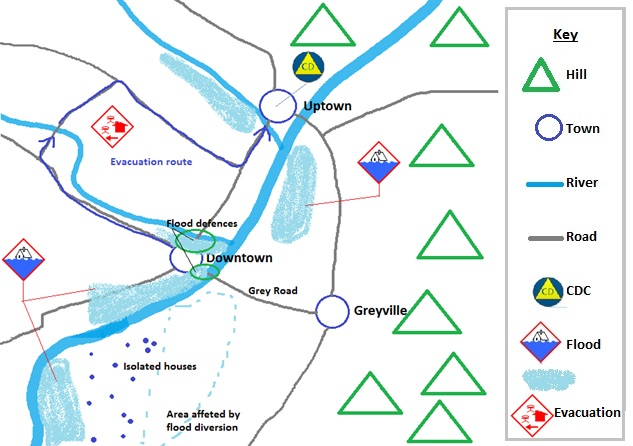 CD
Uptown
Evacuation route
Flood defences
Downtown
Grey Road
Greyville
Isolated houses
Area affeted by
flood diversion
Key
Hill
Town
River
Road
CD
CDC
Flood
Evacuation